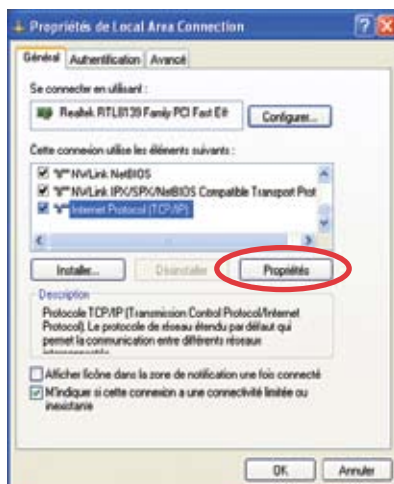 Propriétés de Local Area Connection
Général Authentification Avancé
Se connecter en utilisant :
Realtek RTL8139 Family PCI Fast Eth
Configurer...
Cette connexion utilise les éléments suivants :
NWLink NetBIOS
NWLink IPX/SPX/NetBIOS Compatible Transport Prot
Internet Protocol (TCP/IP)
Installer... Désinstaller Propriétés
Description
Protocole TCP/IP (Transmission Control Protocol/Internet
Protocol). Le protocole de réseau étendu par défaut qui
permet la communication entre différents réseaux
Afficher l'icône dans la zone de notification une fois connecté
M'indiquer si cette connexion a une connectivité limitée ou
inexistante
OK Annuler